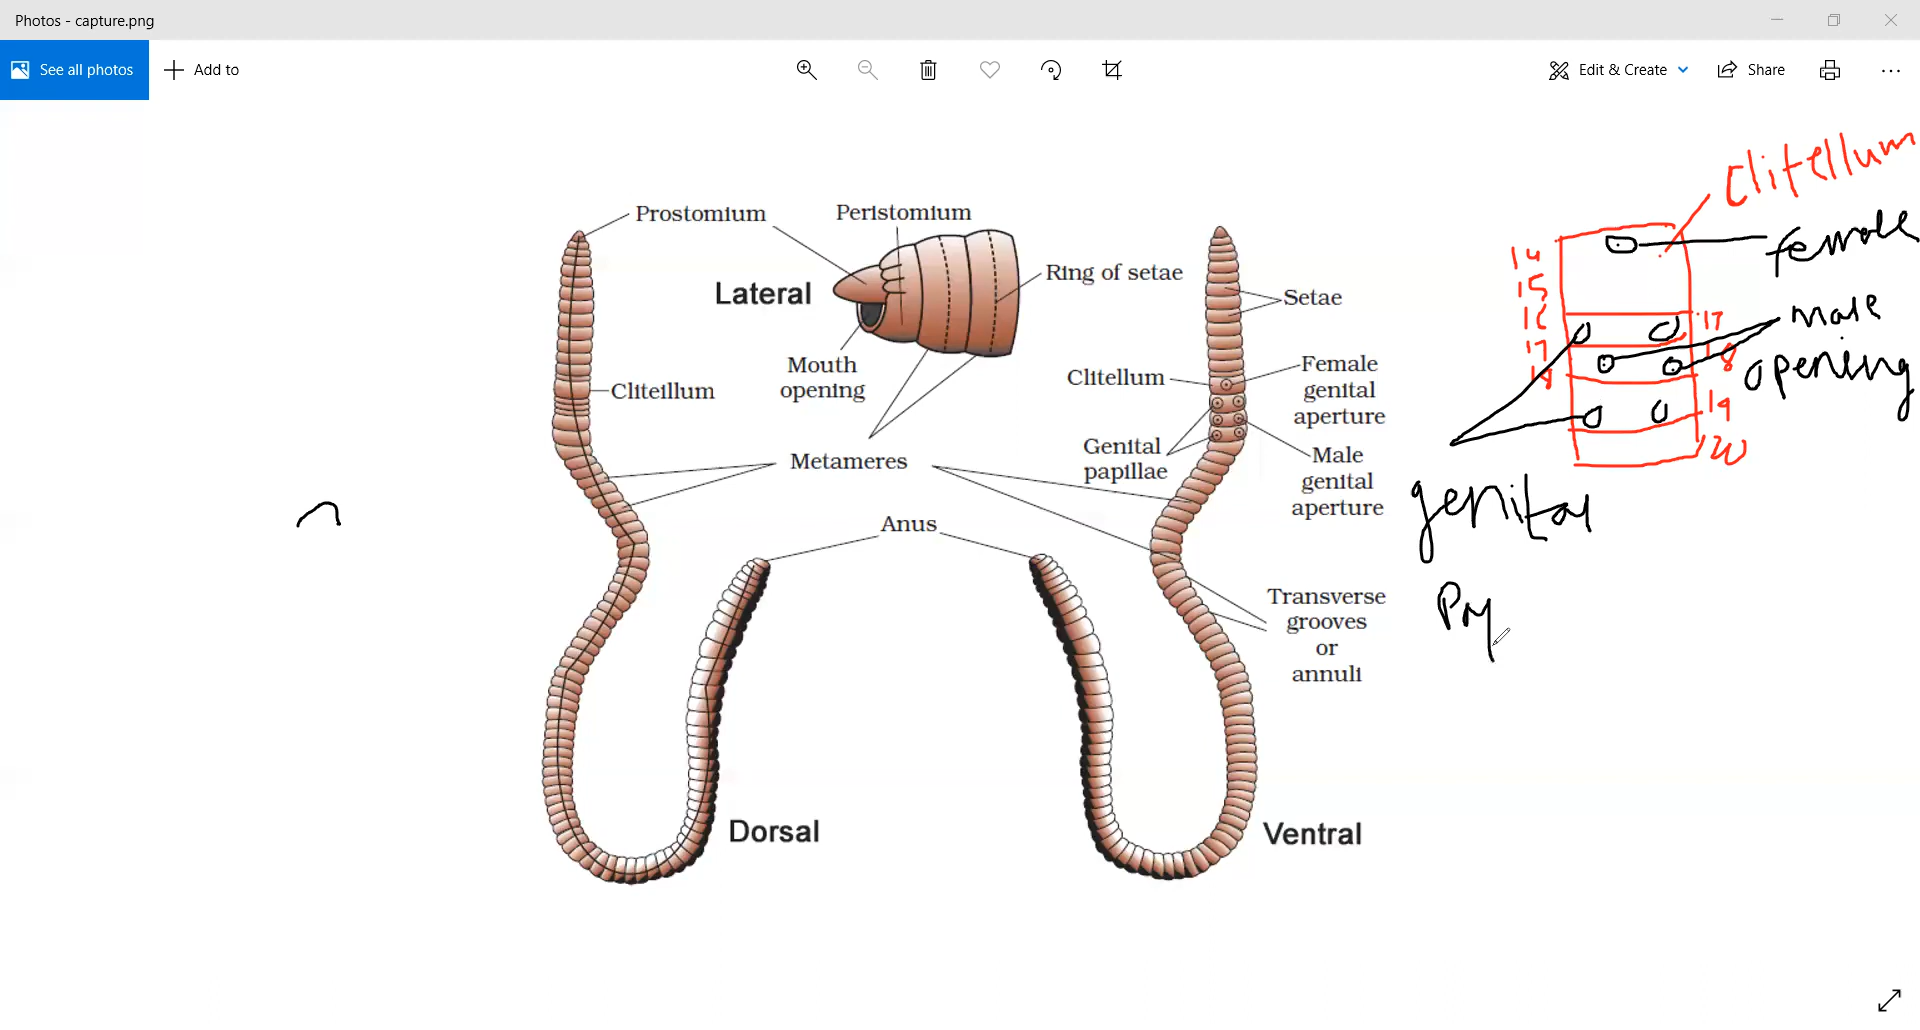 Photos - capture.png
See all photos
Add to
Edit & Create
Share
Prostomium
Peristomium
Lateral
Ring of setae
Mouth
opening
Cliteillum
Metameres
Anus
Dorsal
Setae
Clitellum
Female
genital
aperture
Genital
papillae
Male
genital
aperture
Transverse
grooves
or
annuli
Ventral
Clitellum
female
male
opening
14
15
16
17
18
17
18
19
20
genital